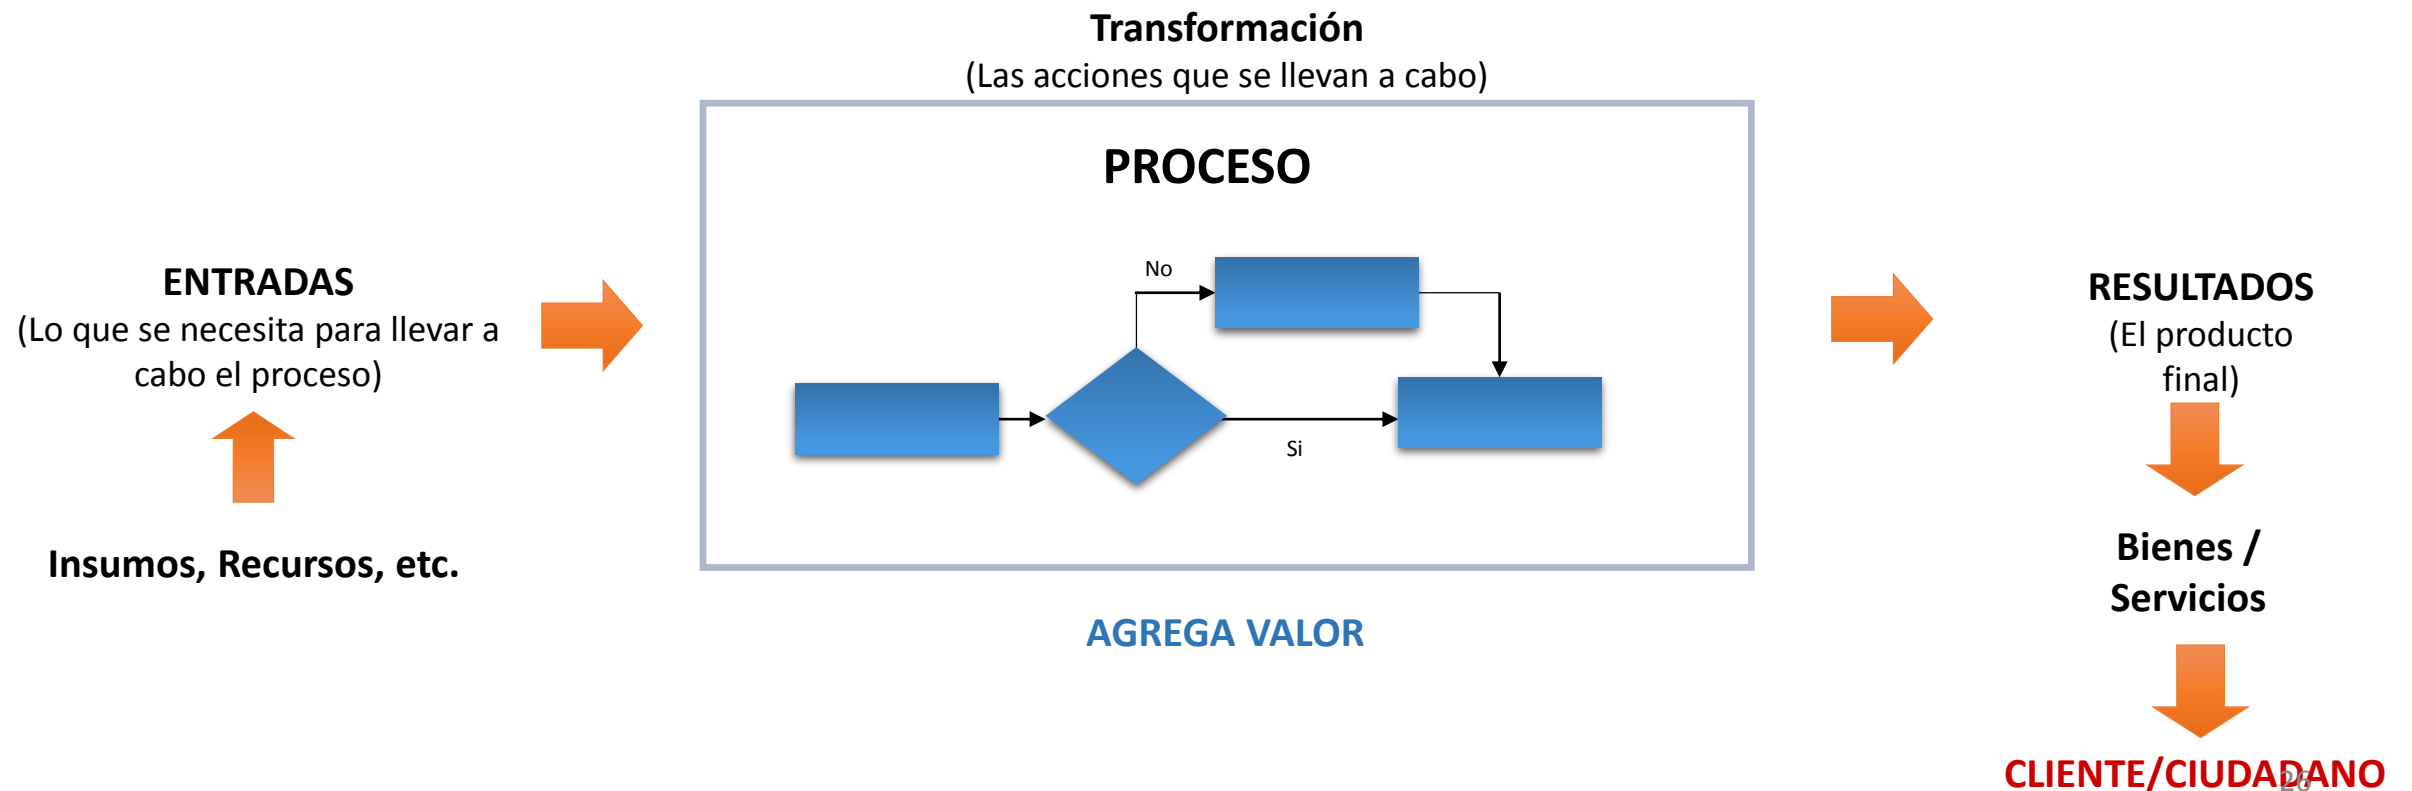 Transformación
(Las acciones que se llevan a cabo)
PROCESO
No
Si
ENTRADAS
(Lo que se necesita para llevar a
cabo el proceso)
Insumos, Recursos, etc.
AGREGA VALOR
RESULTADOS
(El producto
final)
Bienes /
Servicios
CLIENTE/CIUDADANO
26